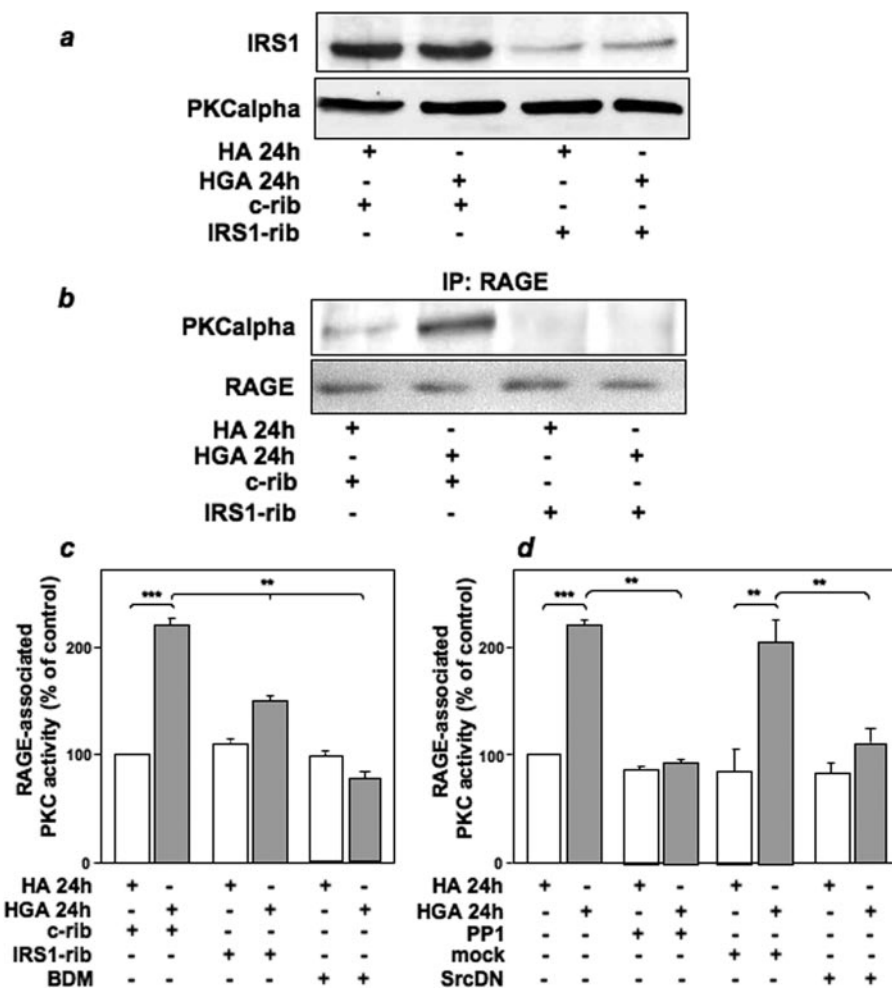 a
IRS1
PKCalpha
HA 24h + - + -
HGA 24h - + - +
c-rib + + - -
IRS1-rib - - + +
b
IP: RAGE
PKCalpha
RAGE
HA 24h + - + -
HGA 24h - + - +
c-rib + + - -
IRS1-rib - - + +
c
RAGE-associated
PKC activity (% of control)
200
100
0
*** **
HA 24h + - + - + -
HGA 24h - + - + - +
c-rib + + - - - -
IRS1-rib - - + + - -
BDM - - - - + +
d
RAGE-associated
PKC activity (% of control)
200
100
0
*** ** ** **
HA 24h + - + - + - + -
HGA 24h - + - + - + - +
PP1 - - + + - - - -
mock - - - - + + - -
SrcDN - - - - - - + +